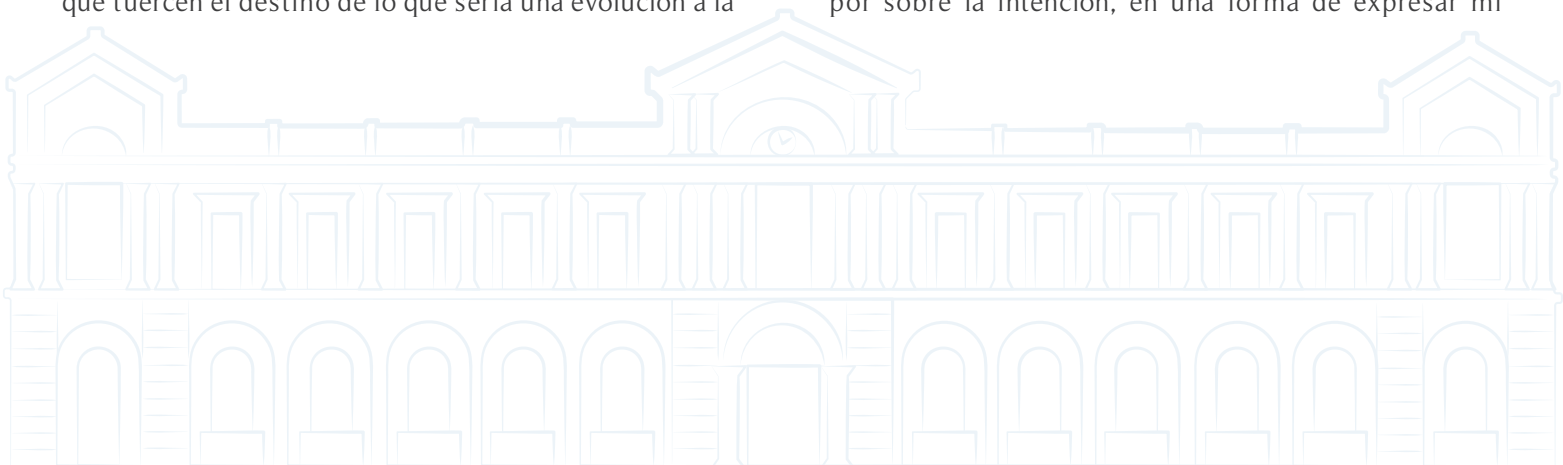 que tuercen el destino de lo que sería una evolución a la
por sobre la intención, en una forma de expresar mi